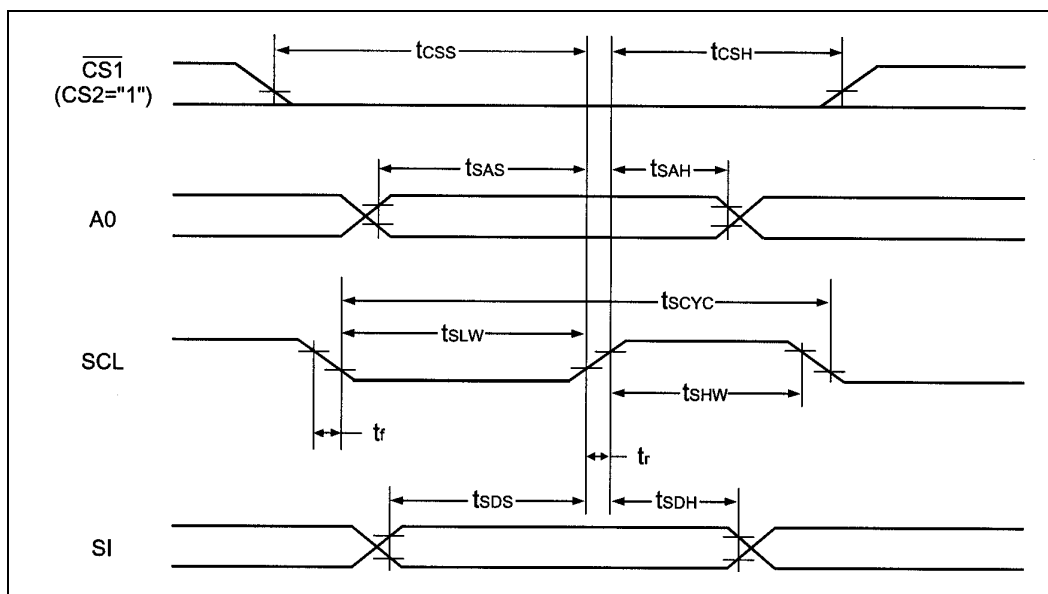 tCSS
tCSH
CS1
(CS2="1")
tSAS
tSAH
A0
tSCYC
tSLW
SCL
tSHW
tf
tr
tSDS
tSDH
SI